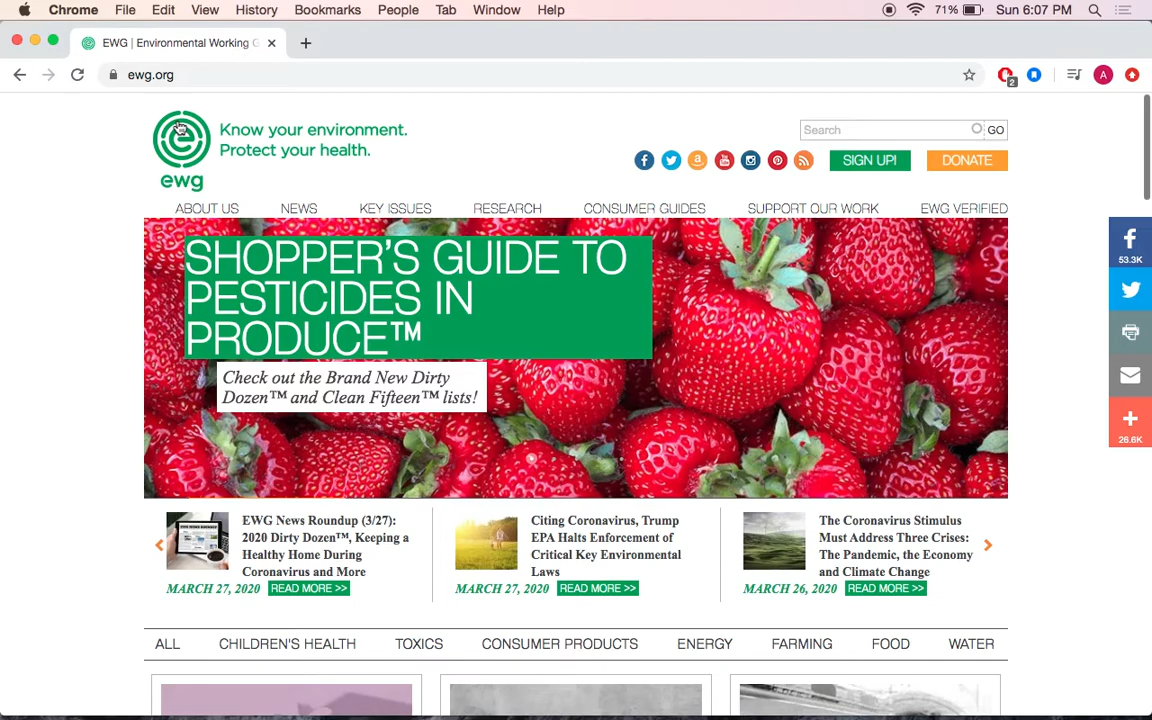 Chrome File Edit View History Bookmarks People Tab Window Help 71% Sun 6:07 PM
EWG | Environmental Working G
ewg.org
2
A
Know your environment.
Protect your health.
ewg
Search GO
SIGN UP! DONATE
ABOUT US NEWS KEY ISSUES RESEARCH CONSUMER GUIDES SUPPORT OUR WORK EWG VERIFIED
SHOPPER'S GUIDE TO
PESTICIDES IN
PRODUCE™
Check out the Brand New Dirty
Dozen™ and Clean Fifteen™ lists!
53.3K
26.6K
EWG News Roundup (3/27):
2020 Dirty Dozen™, Keeping a
Healthy Home During
Coronavirus and More
MARCH 27, 2020 READ MORE >>
Citing Coronavirus, Trump
EPA Halts Enforcement of
Critical Key Environmental
Laws
MARCH 27, 2020 READ MORE >>
The Coronavirus Stimulus
Must Address Three Crises:
The Pandemic, the Economy
and Climate Change
MARCH 26, 2020 READ MORE >>
ALL CHILDREN'S HEALTH TOXICS CONSUMER PRODUCTS ENERGY FARMING FOOD WATER